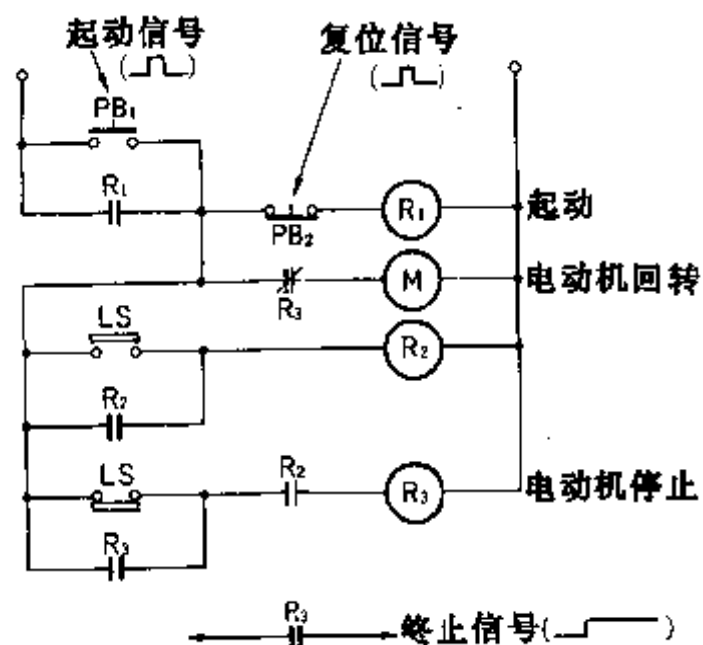 起动信号
复位信号
PB₁
R₁
PB₂
R₁
起动
R₃
M
电动机回转
LS
R₂
R₂
LS
R₂
R₃
电动机停止
R₃
R₃
终止信号